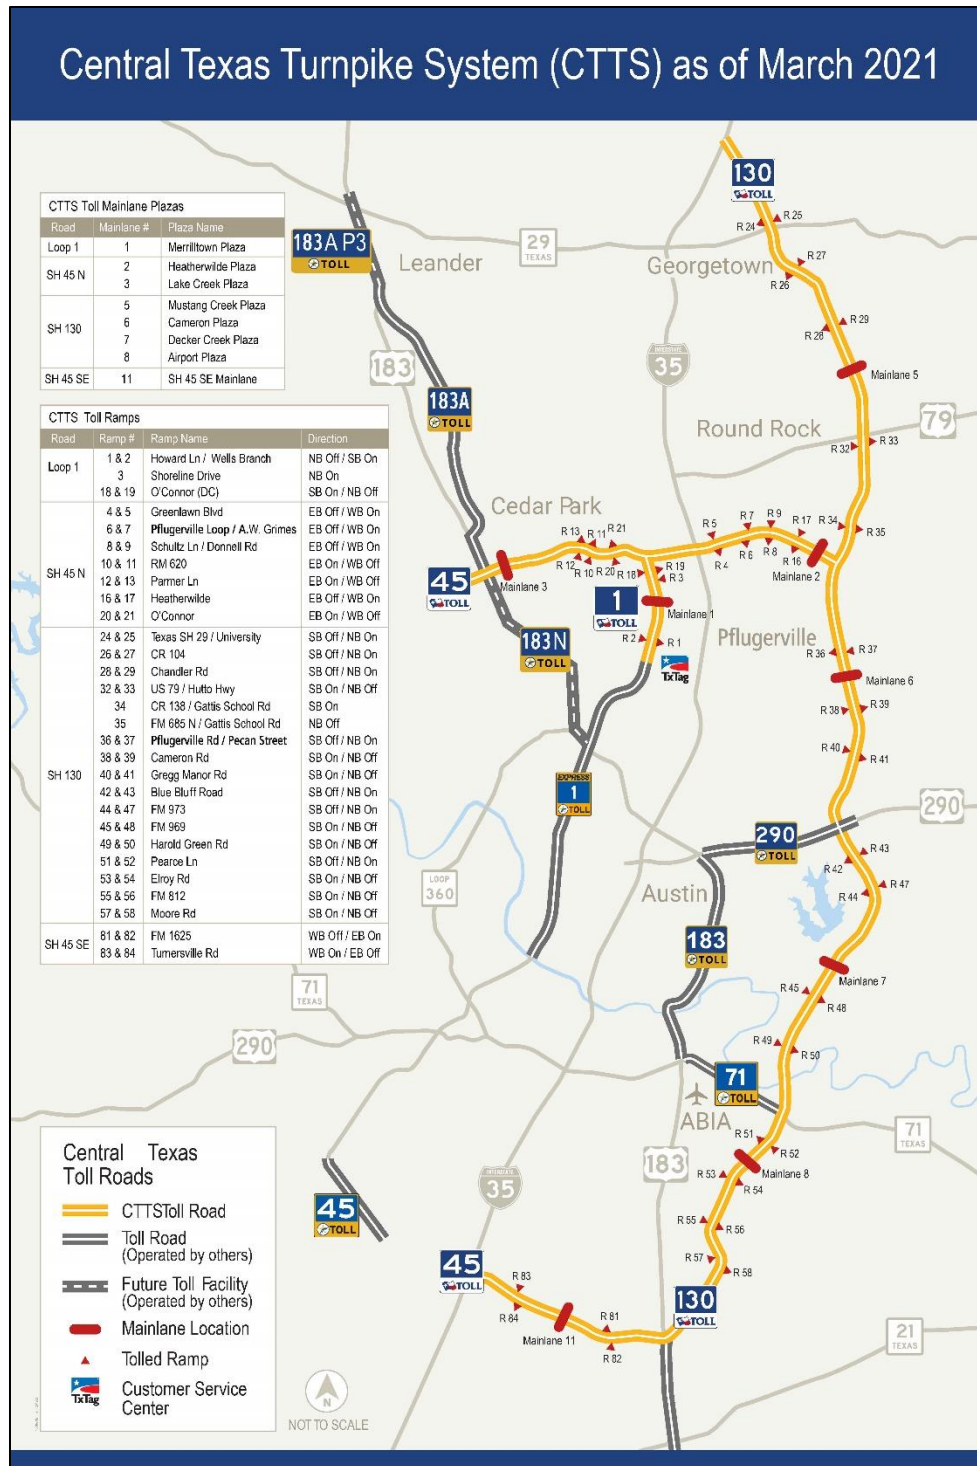 Central Texas Turnpike System (CTTS) as of March 2021
CTTS Toll Mainlane Plazas
Road Mainlane # Plaza Name
Loop 1 1 Merrilltown Plaza
SH 45 N 2 Heatherwilde Plaza
3 Lake Creek Plaza
SH 130 5 Mustang Creek Plaza
6 Cameron Plaza
7 Decker Creek Plaza
8 Airport Plaza
SH 45 SE 11 SH 45 SE Mainlane
CTTS Toll Ramps
Road Ramp # Ramp Name Direction
Loop 1 1 & 2 Howard Ln / Wells Branch NB Off / SB On
3 Shoreline Drive NB On
18 & 19 O'Connor (DC) SB On / NB Off
SH 45 N 4 & 5 Greenlawn Blvd EB Off / WB On
6 & 7 Pflugerville Loop / A.W. Grimes EB Off / WB On
8 & 9 Schultz Ln / Donnell Rd EB Off / WB On
10 & 11 RM 620 EB On / WB Off
12 & 13 Parmer Ln EB On / WB Off
16 & 17 Heatherwilde EB Off / WB On
20 & 21 O'Connor EB On / WB Off
SH 130 24 & 25 Texas SH 29 / University SB Off / NB On
26 & 27 CR 104 SB Off / NB On
28 & 29 Chandler Rd SB Off / NB On
32 & 33 US 79 / Hutto Hwy SB On / NB Off
34 CR 138 / Gattis School Rd SB On
35 FM 685 N / Gattis School Rd NB Off
36 & 37 Pflugerville Rd / Pecan Street SB Off / NB On
38 & 39 Cameron Rd SB On / NB Off
40 & 41 Gregg Manor Rd SB On / NB Off
42 & 43 Blue Bluff Road SB Off / NB On
44 & 47 FM 973 SB Off / NB On
45 & 48 FM 969 SB On / NB Off
49 & 50 Harold Green Rd SB On / NB Off
51 & 52 Pearce Ln SB Off / NB On
53 & 54 Elroy Rd SB On / NB Off
55 & 56 FM 812 SB On / NB Off
57 & 58 Moore Rd SB On / NB Off
SH 45 SE 81 & 82 FM 1625 WB Off / EB On
83 & 84 Turnersville Rd WB On / EB Off
130
TOLL
R 25
R 24
183A P3
TOLL
29
TEXAS
Leander
Georgetown
R 27
R 26
R 29
R 28
INTERSTATE
35
183
Mainlane 5
183A
TOLL
79
Round Rock
R 33
R 32
Cedar Park
R 13 R 11 R 21
R 5 R 7 R 9 R 17 R 34
R 35
R 12 R 10 R 20 R 18
R 19
R 3
R 4 R 6 R 8 R 16
Mainlane 2
Mainlane 3
45
TOLL
1
TOLL
Mainlane 1
183N
TOLL
R 2 R 1
Pflugerville
TxTag
R 36 R 37
Mainlane 6
R 38 R 39
R 40
R 41
EXPRESS
1
TOLL
290
290
TOLL
R 43
R 42
LOOP
360
Austin
R 44 R 47
183
TOLL
Mainlane 7
71
TEXAS
R 45
R 48
290
R 49
R 50
71
TOLL
ABIA
71
TEXAS
R 51
R 52
183
Mainlane 8
R 53
R 54
INTERSTATE
35
45
TOLL
R 55
R 56
R 57
R 58
45
TOLL
R 83
R 84
Mainlane 11
R 81
R 82
130
TOLL
21
TEXAS
Central Texas
Toll Roads
CTTSToll Road
Toll Road
(Operated by others)
Future Toll Facility
(Operated by others)
Mainlane Location
Tolled Ramp
TxTag
Customer Service
Center
N
NOT TO SCALE